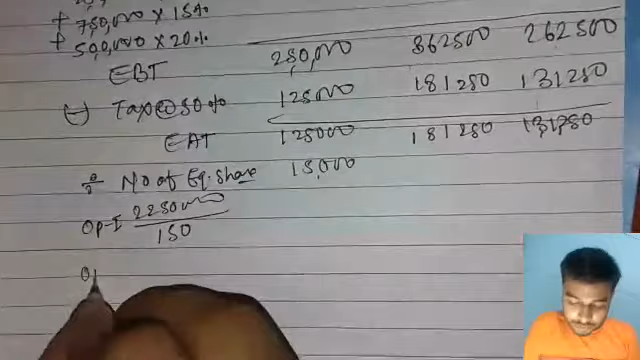 + 750,000 x 15%
+ 500,000 x 20%
EBT 250,000 862500 262500
(-) Tax@50% 125000 181250 131250
EAT 125000 181250 131250
÷ No of Eq. share 15,000
Op-I 2250000
150